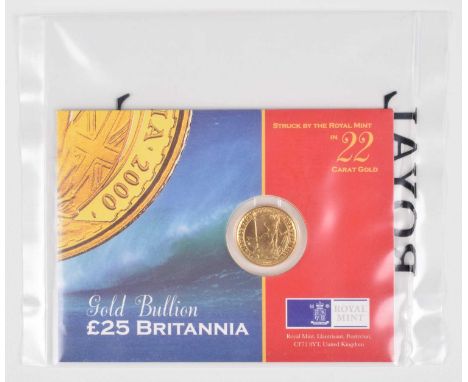 STRUCK BY THE ROYAL MINT
IN
22
CARAT GOLD
2000
Gold Bullion
£25 BRITANNIA
ROYAL
MINT
Royal Mint, Llantrisant, Pontyclun,
CF72 8YT, United Kingdom
ROYAL